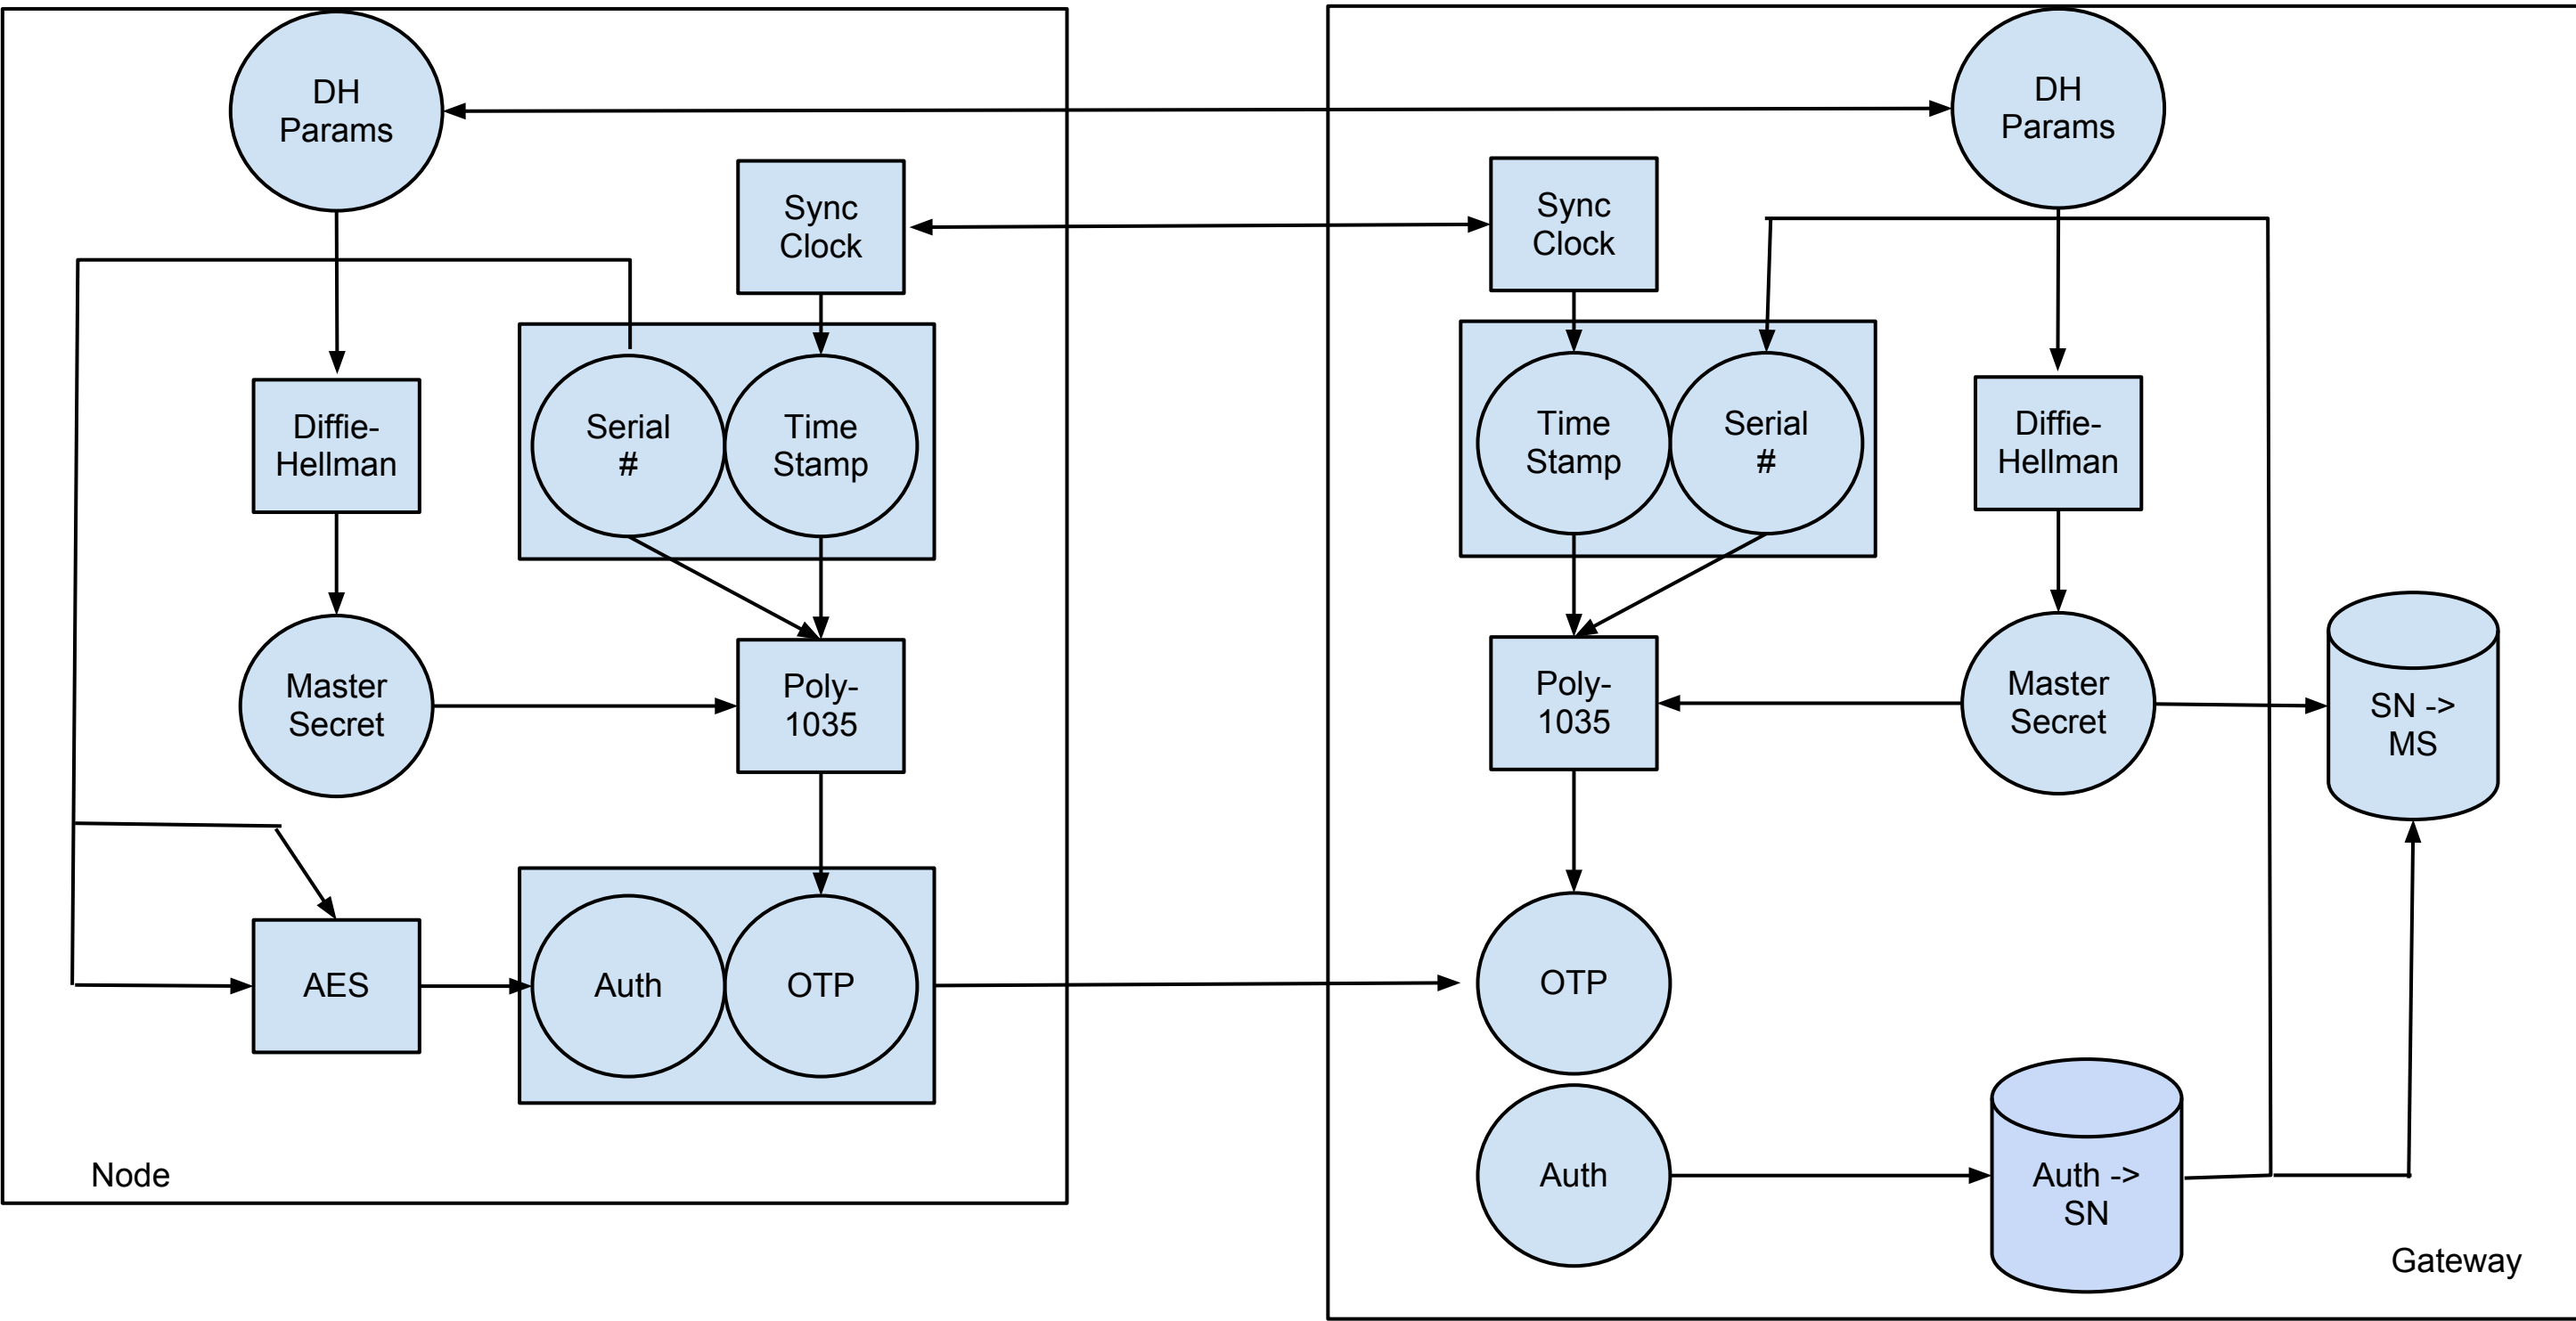 DH
Params
Sync
Clock
Diffie-
Hellman
Serial
#
Time
Stamp
Master
Secret
Poly-
1035
AES
Auth
OTP
Node
DH
Params
Sync
Clock
Time
Stamp
Serial
#
Diffie-
Hellman
Poly-
1035
Master
Secret
SN ->
MS
OTP
Auth
Auth ->
SN
Gateway